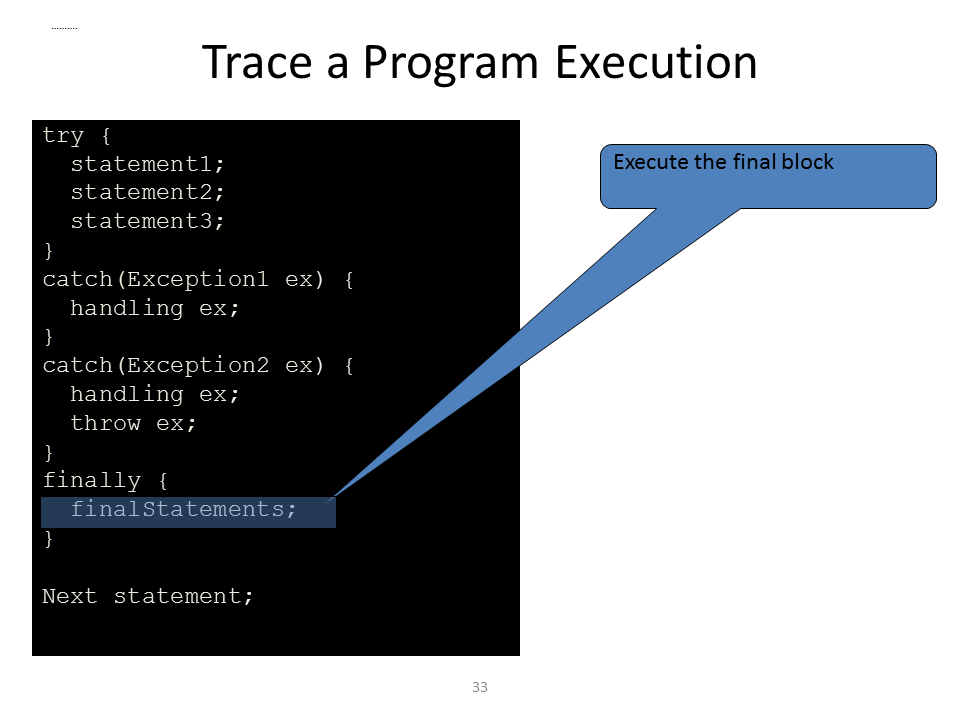 ..........
Trace a Program Execution
try {
  statement1;
  statement2;
  statement3;
}
catch(Exception1 ex) {
  handling ex;
}
catch(Exception2 ex) {
  handling ex;
  throw ex;
}
finally {
  finalStatements;
}
Next statement;
Execute the final block
33